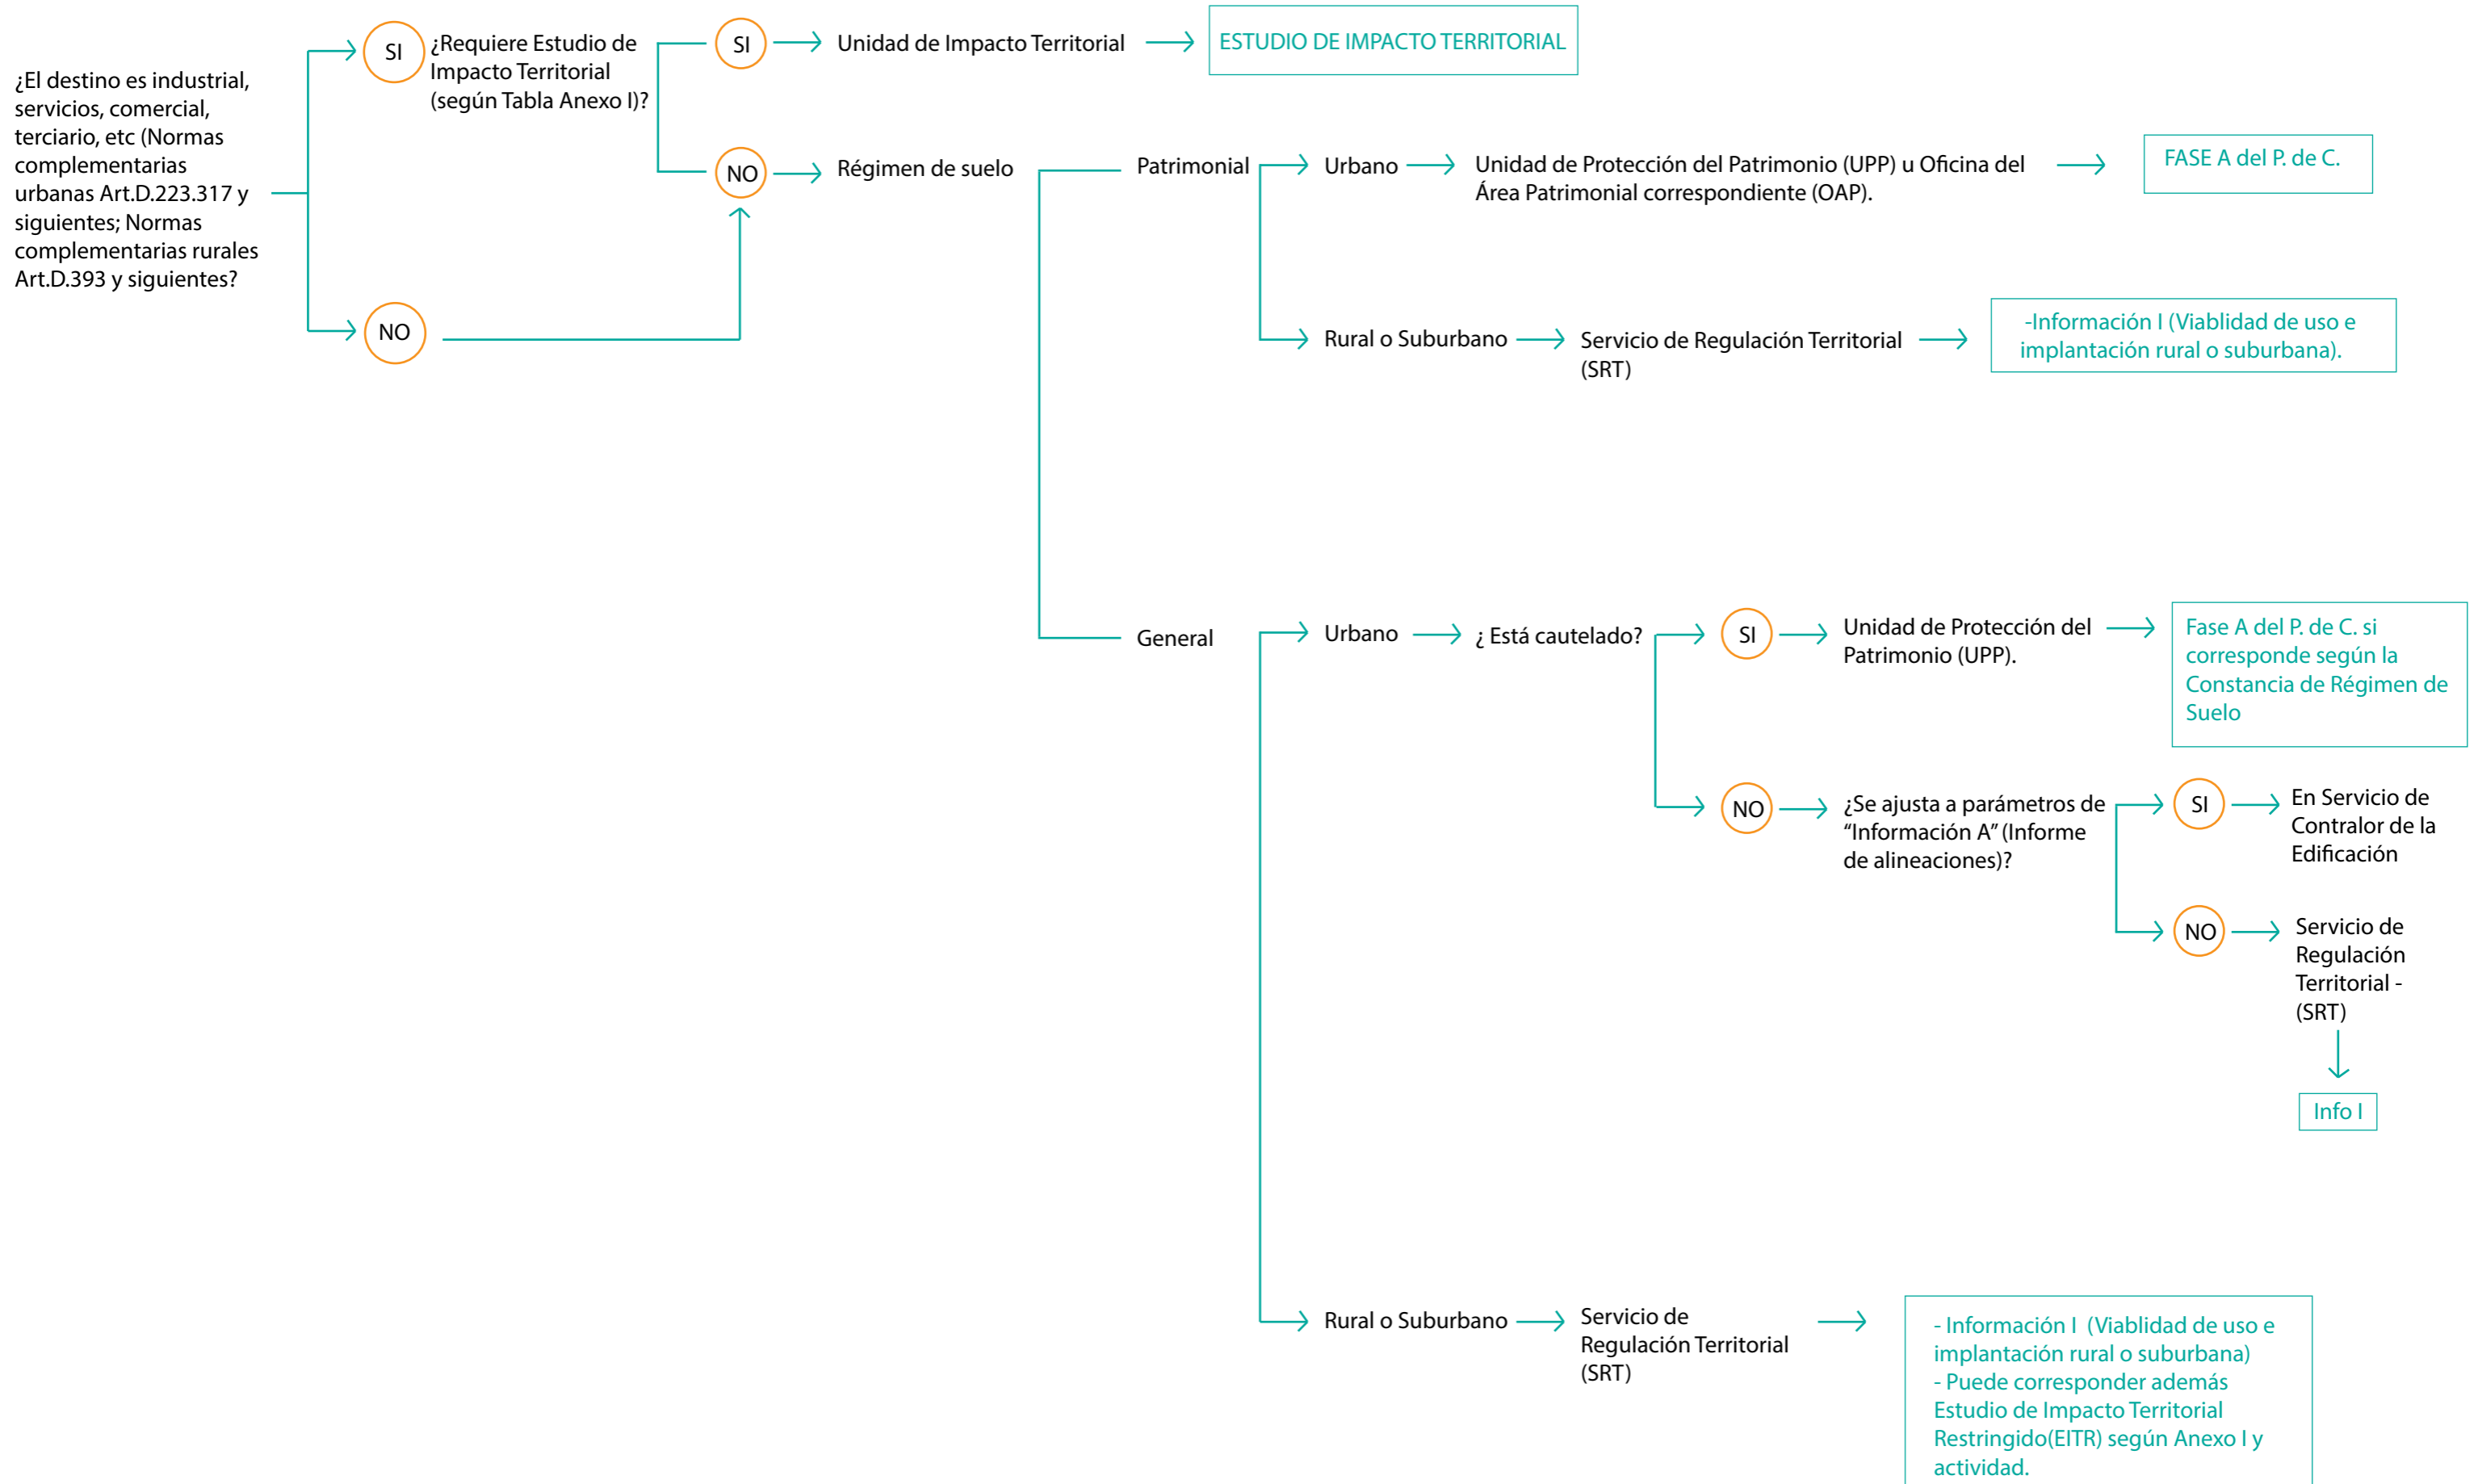 ¿El destino es industrial,
servicios, comercial,
terciario, etc (Normas
complementarias
urbanas Art.D.223.317 y
siguientes; Normas
complementarias rurales
Art.D.393 y siguientes?
SI
¿Requiere Estudio de
Impacto Territorial
(según Tabla Anexo I)?
SI
Unidad de Impacto Territorial
ESTUDIO DE IMPACTO TERRITORIAL
NO
Régimen de suelo
NO
Patrimonial
Urbano
Unidad de Protección del Patrimonio (UPP) u Oficina del
Área Patrimonial correspondiente (OAP).
FASE A del P. de C.
Rural o Suburbano
Servicio de Regulación Territorial
(SRT)
-Información I (Viablidad de uso e
implantación rural o suburbana).
General
Urbano
¿ Está cautelado?
SI
Unidad de Protección del
Patrimonio (UPP).
Fase A del P. de C. si
corresponde según la
Constancia de Régimen de
Suelo
NO
¿Se ajusta a parámetros de
“Información A” (Informe
de alineaciones)?
SI
En Servicio de
Contralor de la
Edificación
NO
Servicio de
Regulación
Territorial -
(SRT)
Info I
Rural o Suburbano
Servicio de
Regulación Territorial
(SRT)
- Información I (Viablidad de uso e
implantación rural o suburbana)
- Puede corresponder además
Estudio de Impacto Territorial
Restringido(EITR) según Anexo I y
actividad.